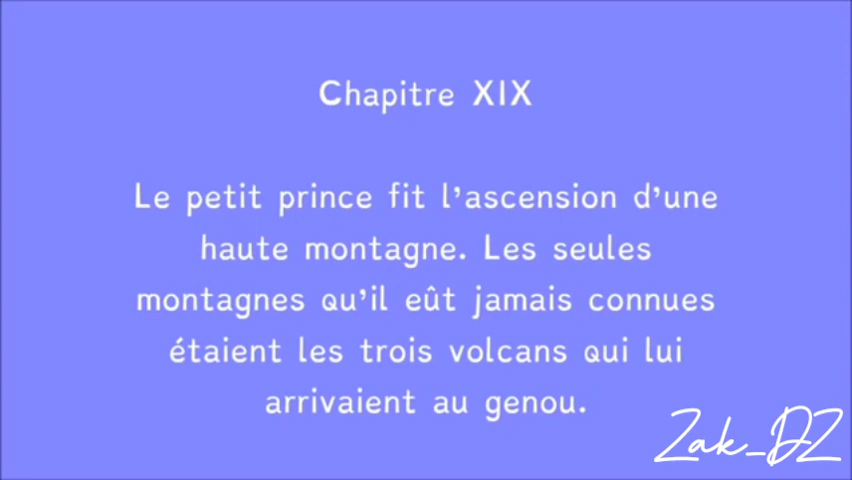 Chapitre XIX
Le petit prince fit l'ascension d'une
haute montagne. Les seules
montagnes qu'il eût jamais connues
étaient les trois volcans qui lui
arrivaient au genou.
Zak_DZ